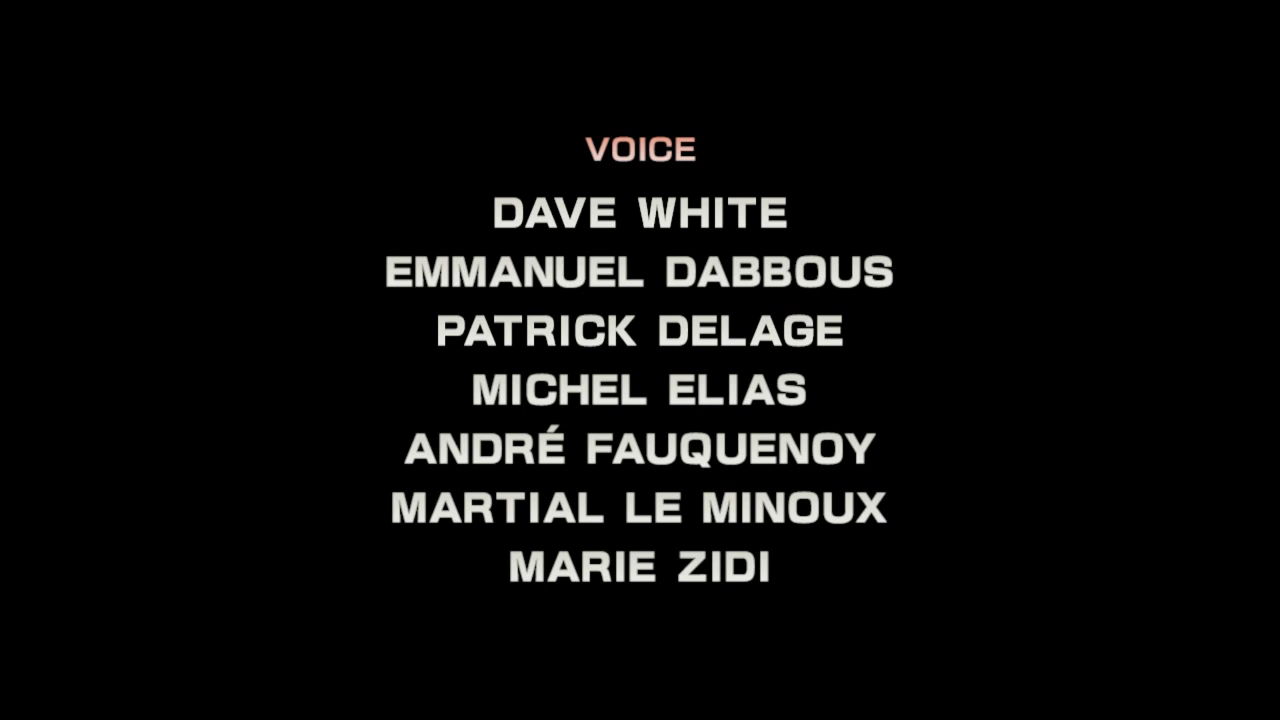 VOICE
DAVE WHITE
EMMANUEL DABBOUS
PATRICK DELAGE
MICHEL ELIAS
ANDRÉ FAUQUENOY
MARTIAL LE MINOUX
MARIE ZIDI